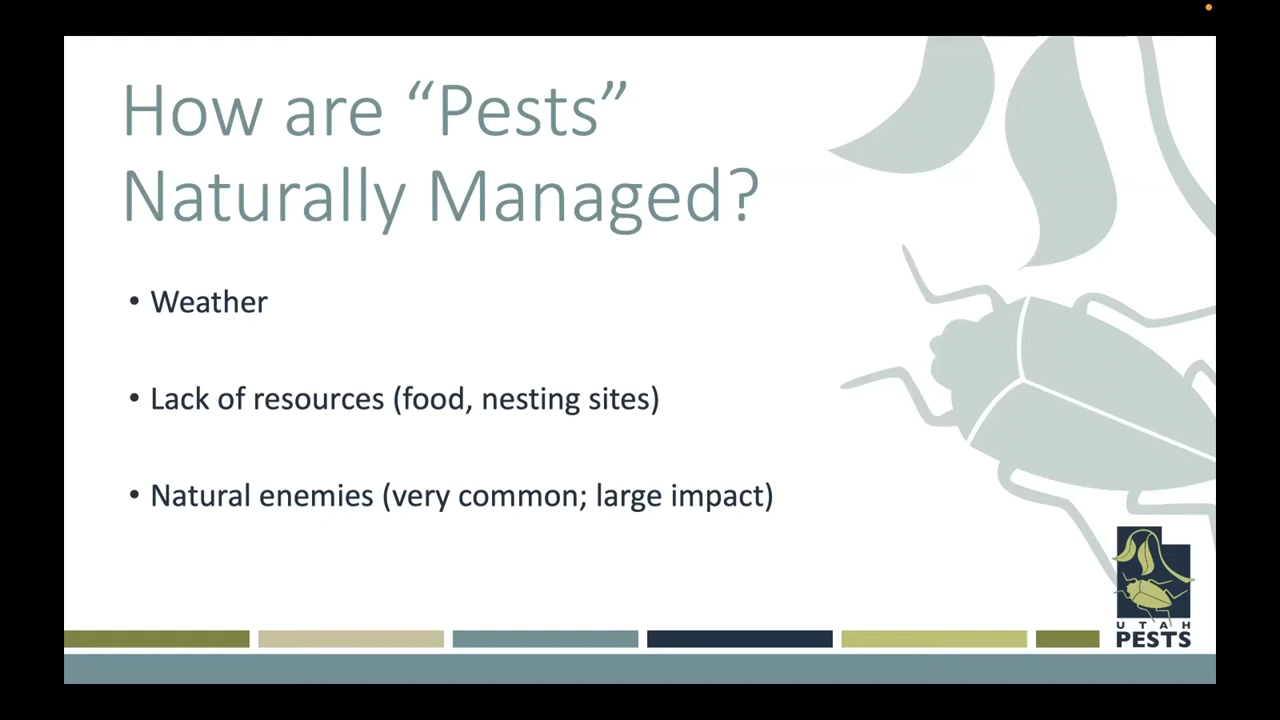 How are “Pests”
Naturally Managed?
• Weather
• Lack of resources (food, nesting sites)
• Natural enemies (very common; large impact)
UTAH
PESTS